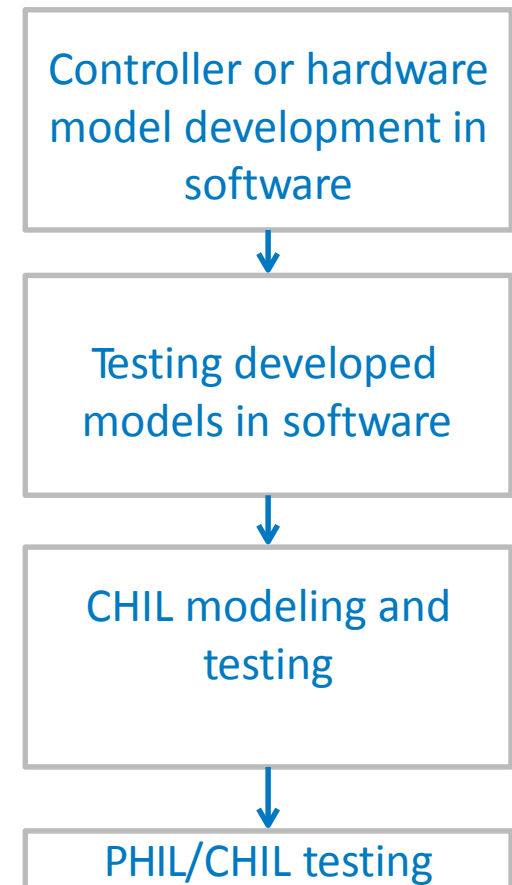 Controller or hardware
model development in
software
Testing developed
models in software
CHIL modeling and
testing
PHIL/CHIL testing